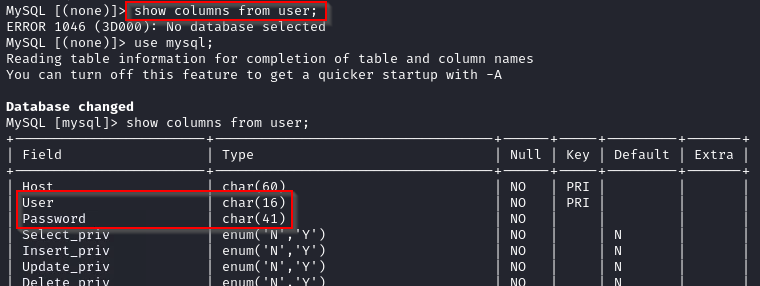 MySQL [(none)]> show columns from user;
ERROR 1046 (3D000): No database selected
MySQL [(none)]> use mysql;
Reading table information for completion of table and column names
You can turn off this feature to get a quicker startup with -A
Database changed
MySQL [mysql]> show columns from user;
| Field | Type | Null | Key | Default | Extra |
| Host | char(60) | NO | PRI | | |
| User | char(16) | NO | PRI | | |
| Password | char(41) | NO | | | |
| Select_priv | enum('N','Y') | NO | | N | |
| Insert_priv | enum('N','Y') | NO | | N | |
| Update_priv | enum('N','Y') | NO | | N | |
| Delete_priv | enum('N','Y') | NO | | N | |